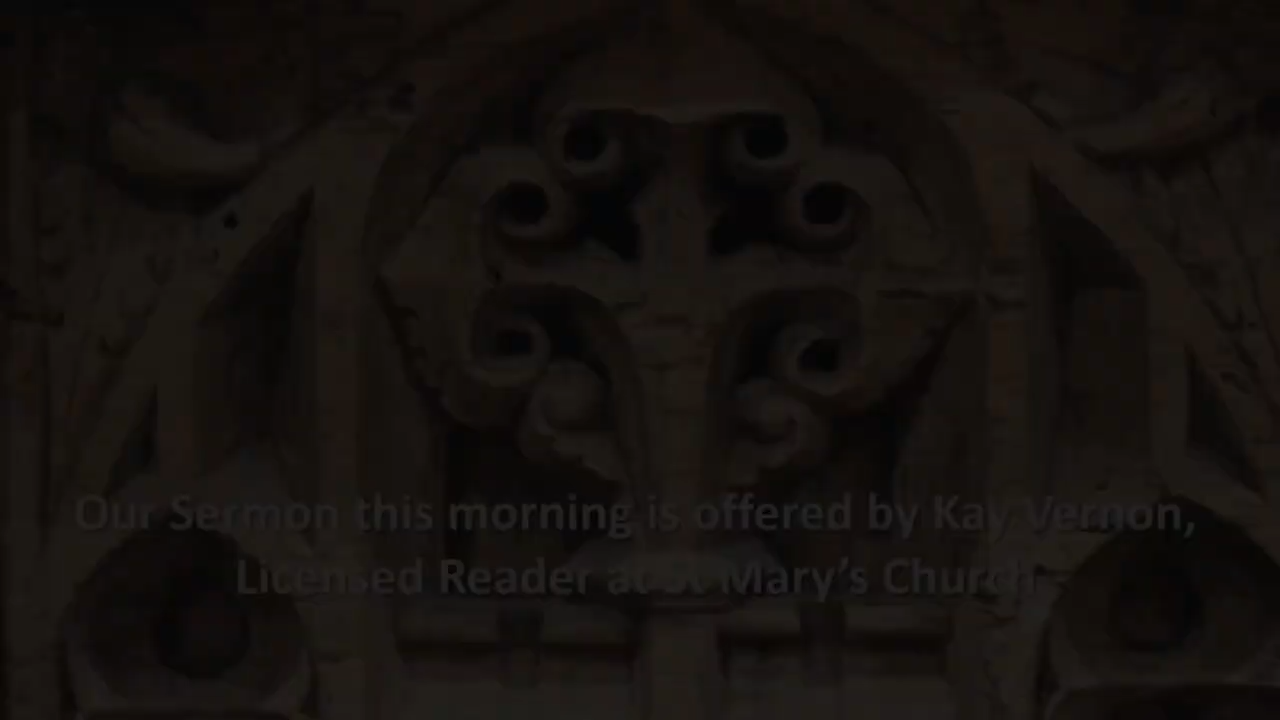 Our Sermon this morning is offered by Kay Vernon,
Licensed Reader at St Mary's Church